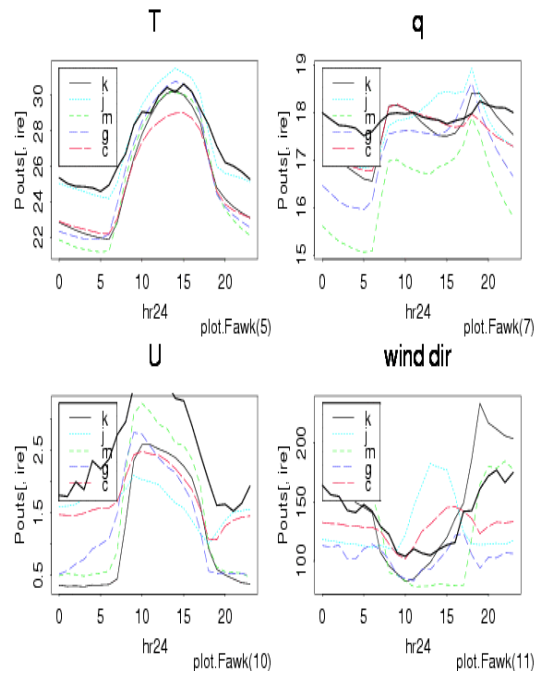 T
Pouts[, ire]
22 24 26 28 30
k
j
m
g
c
0 5 10 15 20
hr24
plot.Fawk(5)
q
Pouts[, ire]
15 16 17 18 19
k
j
m
g
c
0 5 10 15 20
hr24
plot.Fawk(7)
U
Pouts[, ire]
0.5 1.5 2.5
k
j
m
g
c
0 5 10 15 20
hr24
plot.Fawk(10)
wind dir
Pouts[, ire]
100 150 200
k
j
m
g
c
0 5 10 15 20
hr24
plot.Fawk(11)